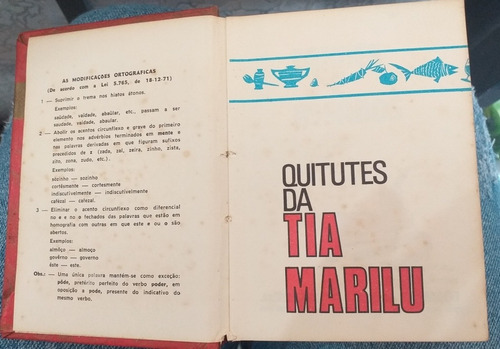 AS MODIFICAÇÕES ORTOGRAFICAS
(De acordo com a Lei 5.765, de 18-12-71)
1 — Suprimir o trema nos hiatos átonos.
Exemplos:
saüdade, vaïdade, abaülar, etc., passam a ser
saudade, vaidade, abaular.
2 — Abolir os acentos circunflexo e grave do primeiro
elemento nos advérbios terminados em mente e
nas palavras derivadas em que figuram sufixos
precedidos de z (zada, zal, zeiro, zinho, zista,
zito, zona, zudo, etc.).
Exemplos:
sòzinho — sozinho
cortêsmente — cortesmente
indiscutìvelmente — indiscutivelmente
cafèzal — cafezal.
3 — Eliminar o acento circunflexo como diferencial
no e e no o fechados das palavras que estão em
homografia com outras em que este e ou o são
abertos.
Exemplos:
almôço — almoço
govêrno — governo
êste — este.
Obs.: — Uma única palavra mantém-se como exceção:
pôde, pretérito perfeito do verbo poder, em
oposição a pode, presente do indicativo do
mesmo verbo.
QUITUTES
DA
TIA
MARILU